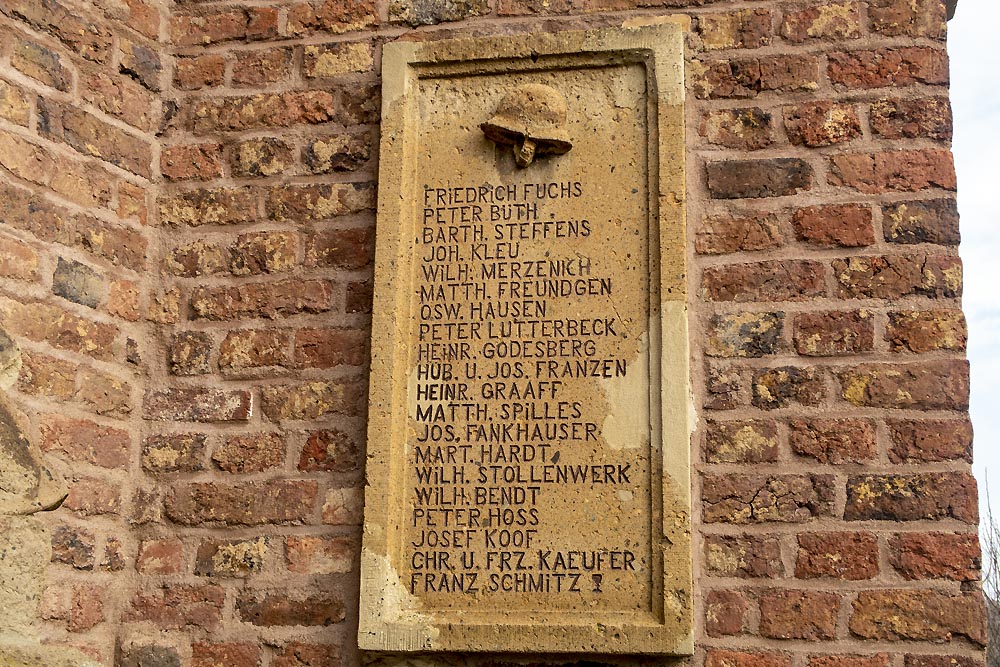 FRIEDRICH FUCHS
PETER BÜTH
BARTH. STEFFENS
JOH. KLEU
WILH. MERZENICH
MATTH. FREUNDGEN
OSW. HAUSEN
PETER LUTTERBECK
HEINR. GODESBERG
HUB. U. JOS. FRANZEN
HEINR. GRAAFF
MATTH. SPILLES
JOS. FANKHAUSER
MART. HARDT
WILH. STOLLENWERK
WILH. BENDT
PETER HOSS
JOSEF KOOF
CHR. U. FRZ. KAEUFER
FRANZ SCHMITZ I